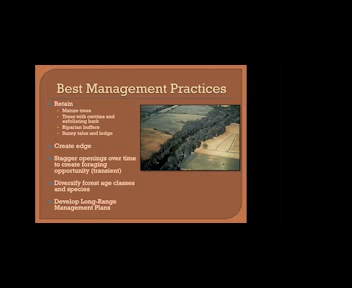 Best Management Practices
Retain
Mature trees
Trees with cavities and
exfoliating bark
Riparian buffers
Sunny talus and ledge
Create edge
Stagger openings over time
to create foraging
opportunity (transient)
Diversify forest age classes
and species
Develop Long-Range
Management Plans